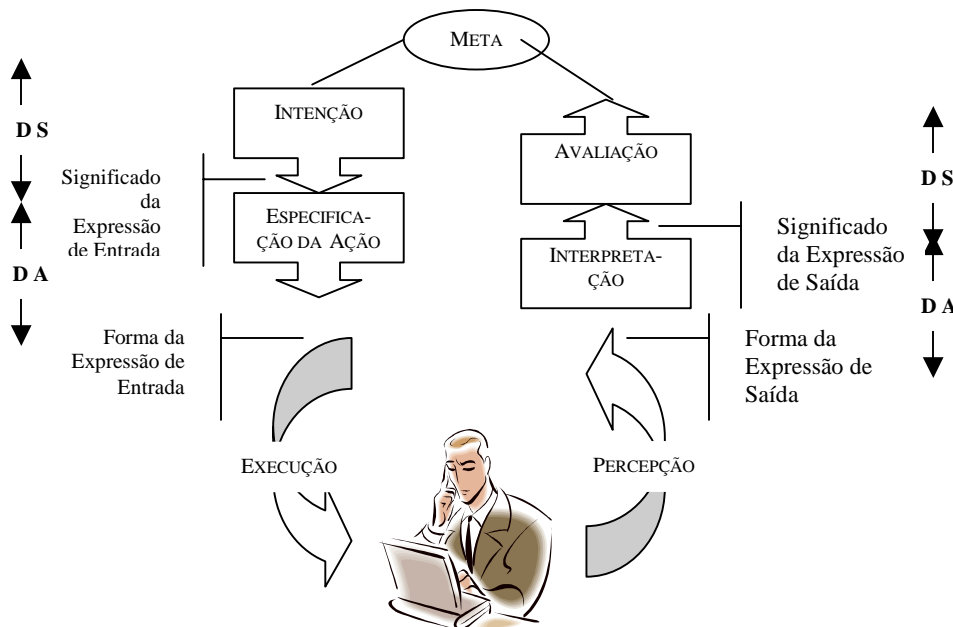 META
INTENÇÃO
D S
Significado
da
Expressão
de Entrada
ESPECIFICA-
ÇÃO DA AÇÃO
D A
Forma da
Expressão de
Entrada
EXECUÇÃO
AVALIAÇÃO
D S
Significado
da Expressão
de Saída
INTERPRETA-
ÇÃO
D A
Forma da
Expressão de
Saída
PERCEPÇÃO